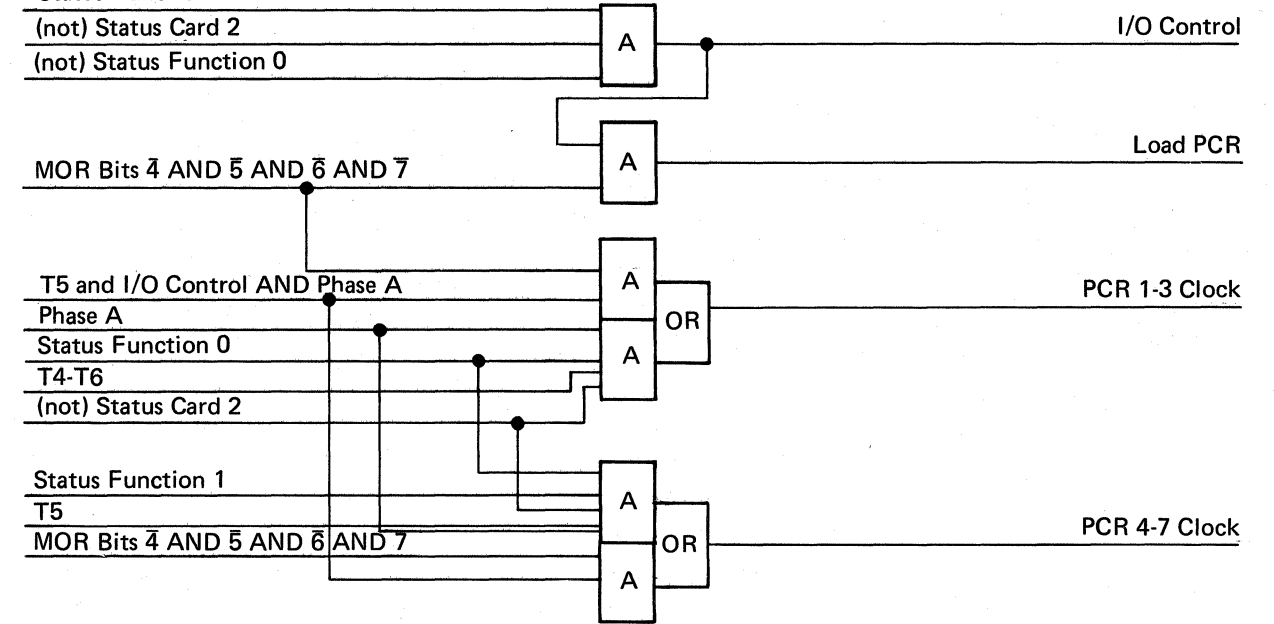 (not) Status Card 2
I/O Control
(not) Status Function 0
A
Load PCR
MOR Bits 4̅ AND 5̅ AND 6̅ AND 7̅
A
T5 and I/O Control AND Phase A
A
PCR 1-3 Clock
Phase A
OR
Status Function 0
A
T4-T6
(not) Status Card 2
Status Function 1
A
T5
PCR 4-7 Clock
MOR Bits 4̅ AND 5̅ AND 6̅ AND 7̅
OR
A